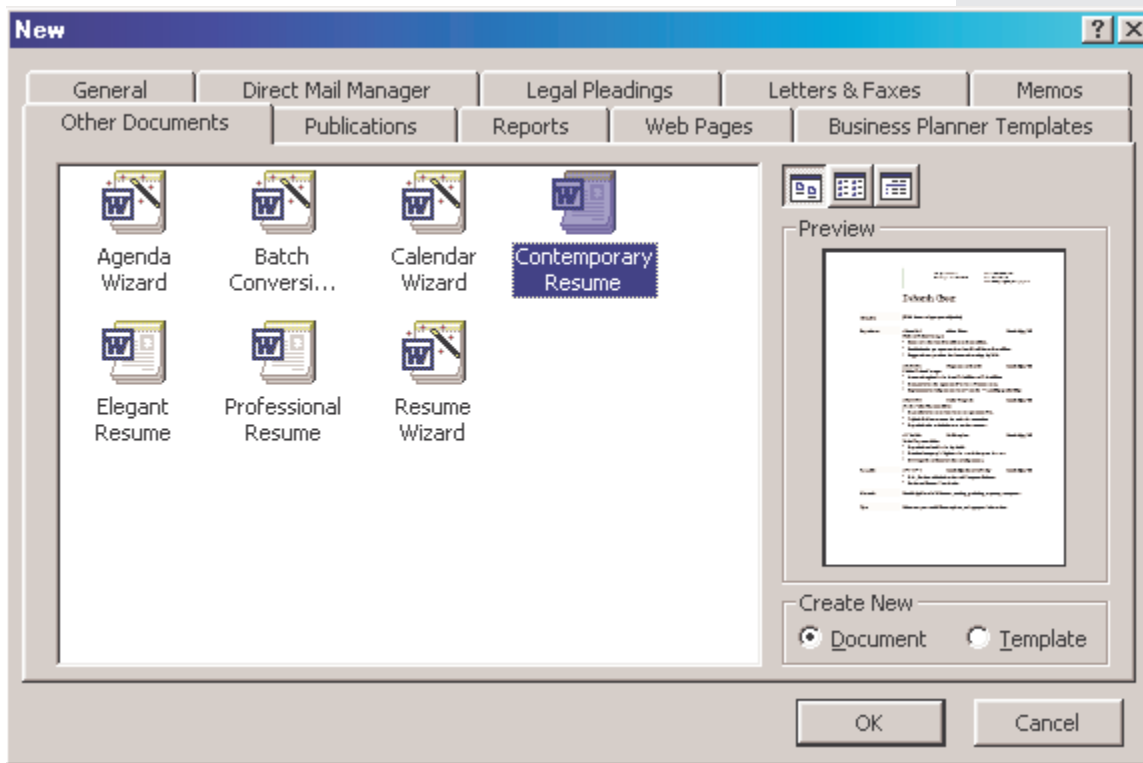 New
General Direct Mail Manager Legal Pleadings Letters & Faxes Memos
Other Documents Publications Reports Web Pages Business Planner Templates
Agenda Wizard
Batch Conversi...
Calendar Wizard
Contemporary Resume
Preview
Elegant Resume
Professional Resume
Resume Wizard
Create New
Document Template
OK Cancel